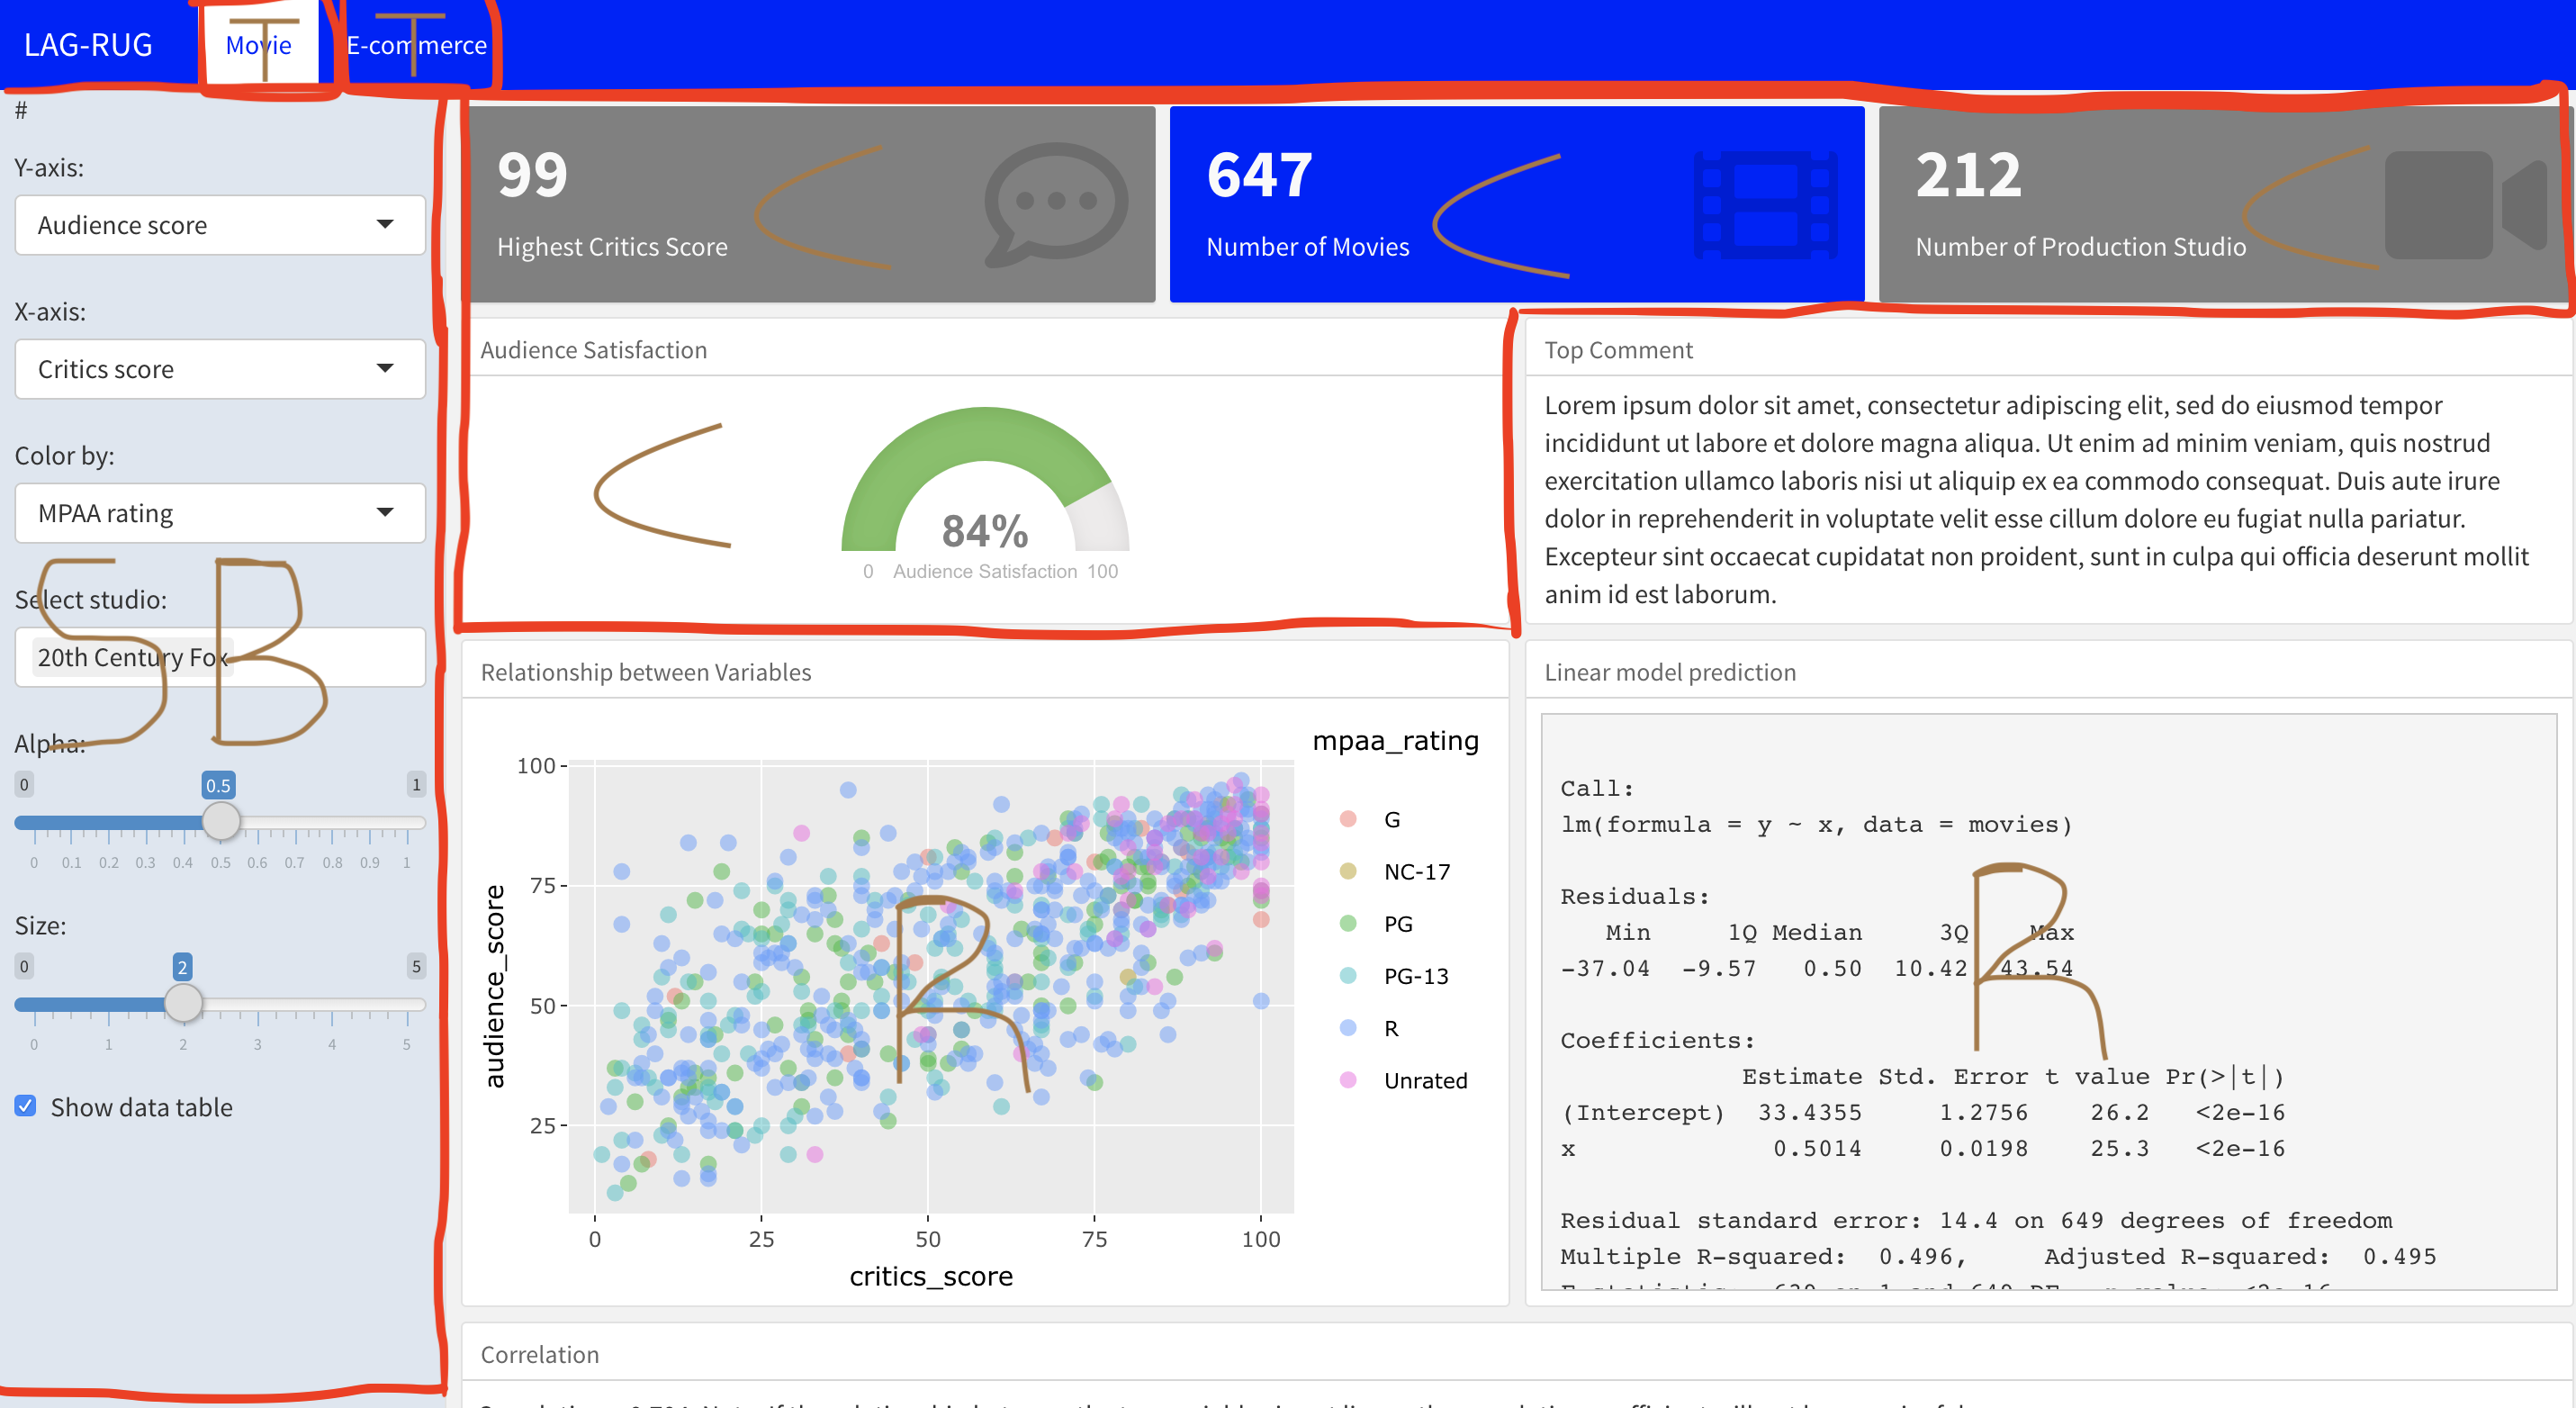 LAG-RUG
Movie
E-commerce
T
T
#
Y-axis:
Audience score
X-axis:
Critics score
Color by:
MPAA rating
SB
Select studio:
20th Century Fox
Alpha:
0 0.5 1
0 0.1 0.2 0.3 0.4 0.5 0.6 0.7 0.8 0.9 1
Size:
0 2 5
0 1 2 3 4 5
Show data table
99
Highest Critics Score
C
647
Number of Movies
C
212
Number of Production Studio
C
Audience Satisfaction
C
84%
0 Audience Satisfaction 100
Top Comment
Lorem ipsum dolor sit amet, consectetur adipiscing elit, sed do eiusmod tempor
incididunt ut labore et dolore magna aliqua. Ut enim ad minim veniam, quis nostrud
exercitation ullamco laboris nisi ut aliquip ex ea commodo consequat. Duis aute irure
dolor in reprehenderit in voluptate velit esse cillum dolore eu fugiat nulla pariatur.
Excepteur sint occaecat cupidatat non proident, sunt in culpa qui officia deserunt mollit
anim id est laborum.
Relationship between Variables
mpaa_rating
G
NC-17
PG
PG-13
R
Unrated
audience_score
100
75
50
25
0 25 50 75 100
critics_score
R
Linear model prediction
Call:
lm(formula = y ~ x, data = movies)
R
Residuals:
Min 1Q Median 3Q Max
-37.04 -9.57 0.50 10.42 43.54
Coefficients:
Estimate Std. Error t value Pr(>|t|)
(Intercept) 33.4355 1.2756 26.2 <2e-16
x 0.5014 0.0198 25.3 <2e-16
Residual standard error: 14.4 on 649 degrees of freedom
Multiple R-squared: 0.496, Adjusted R-squared: 0.495
Correlation